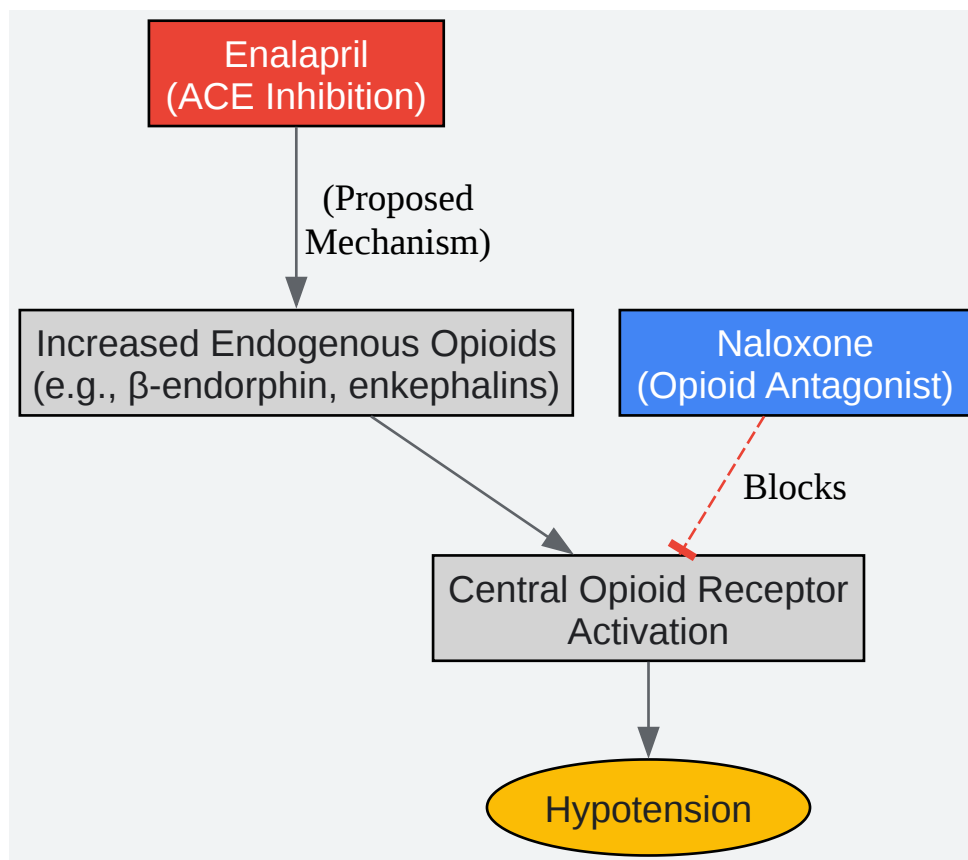 Enalapril
(ACE Inhibition)
(Proposed
Mechanism)
Increased Endogenous Opioids
(e.g., β-endorphin, enkephalins)
Naloxone
(Opioid Antagonist)
Blocks
Central Opioid Receptor
Activation
Hypotension